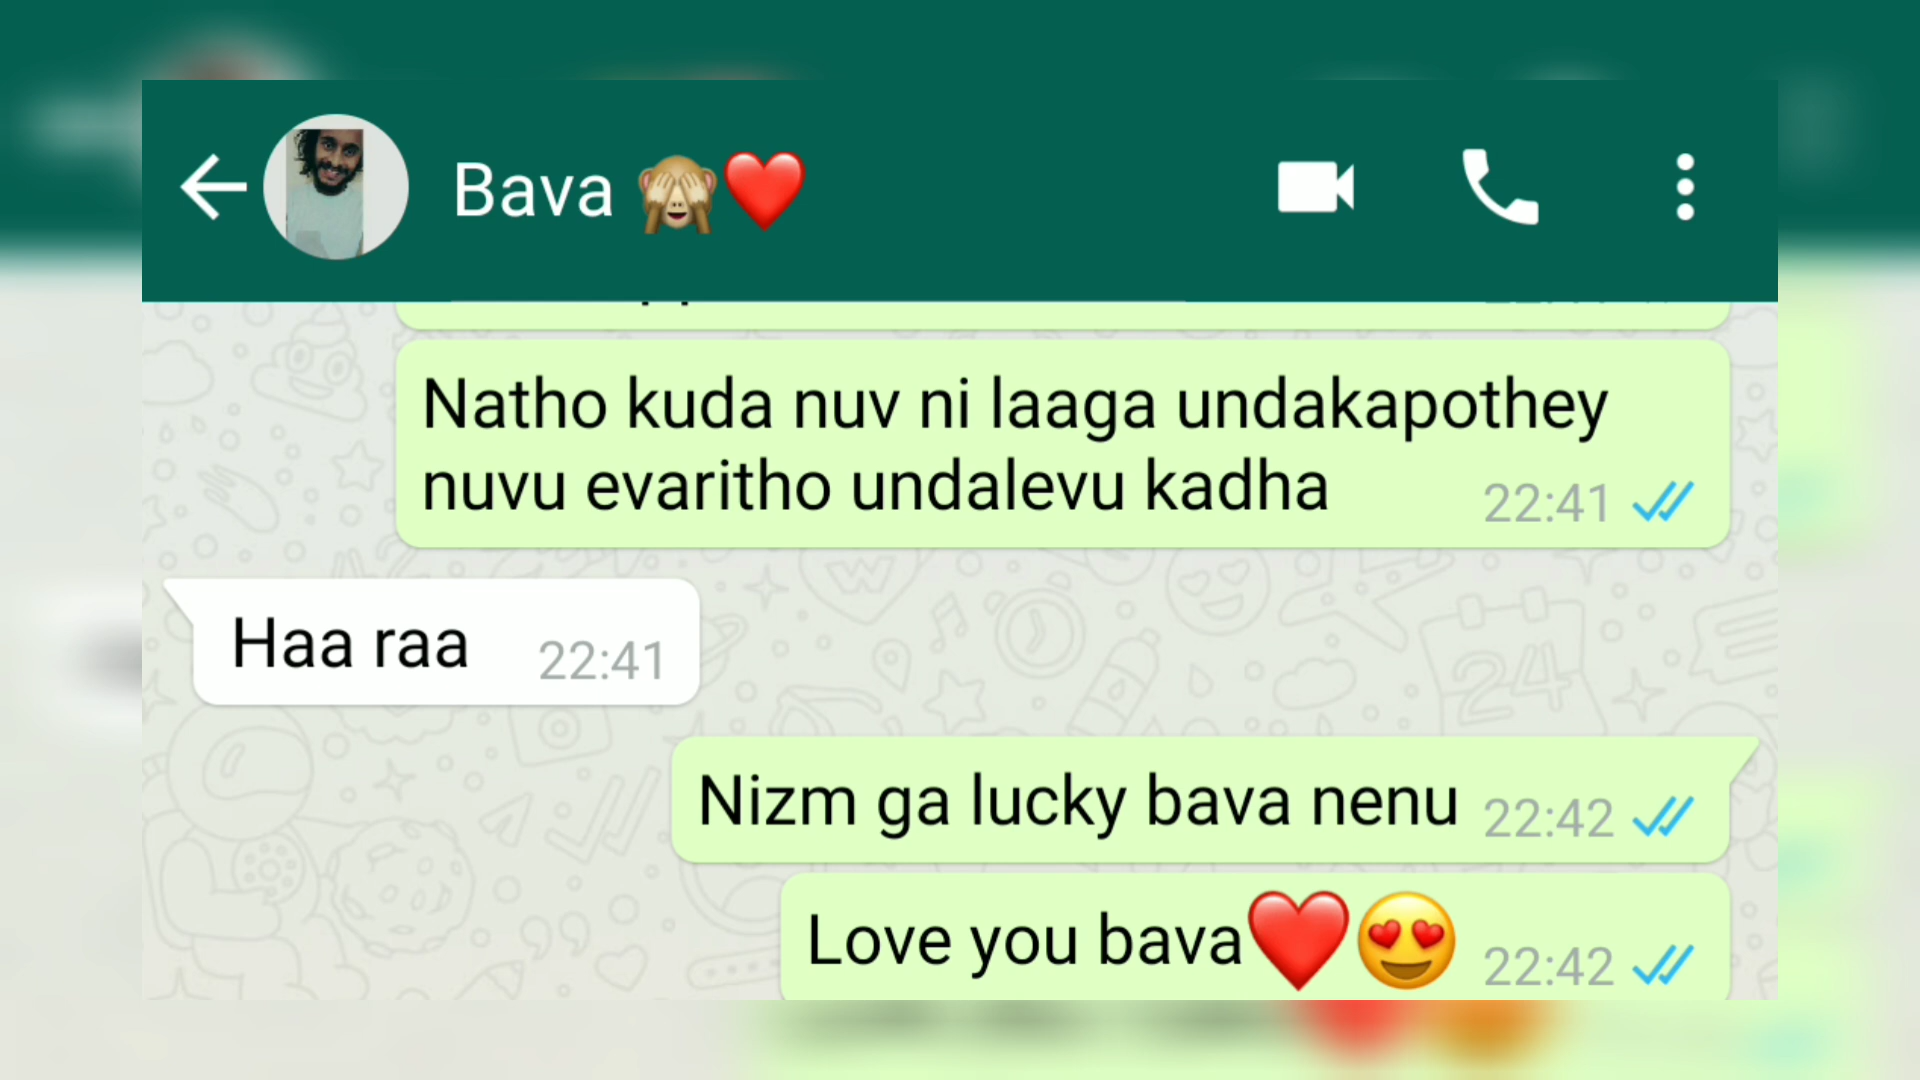 Bava 🙈❤️
Natho kuda nuv ni laaga undakapothey
nuvu evaritho undalevu kadha
22:41
Haa raa 22:41
Nizm ga lucky bava nenu 22:42
Love you bava❤️😍 22:42